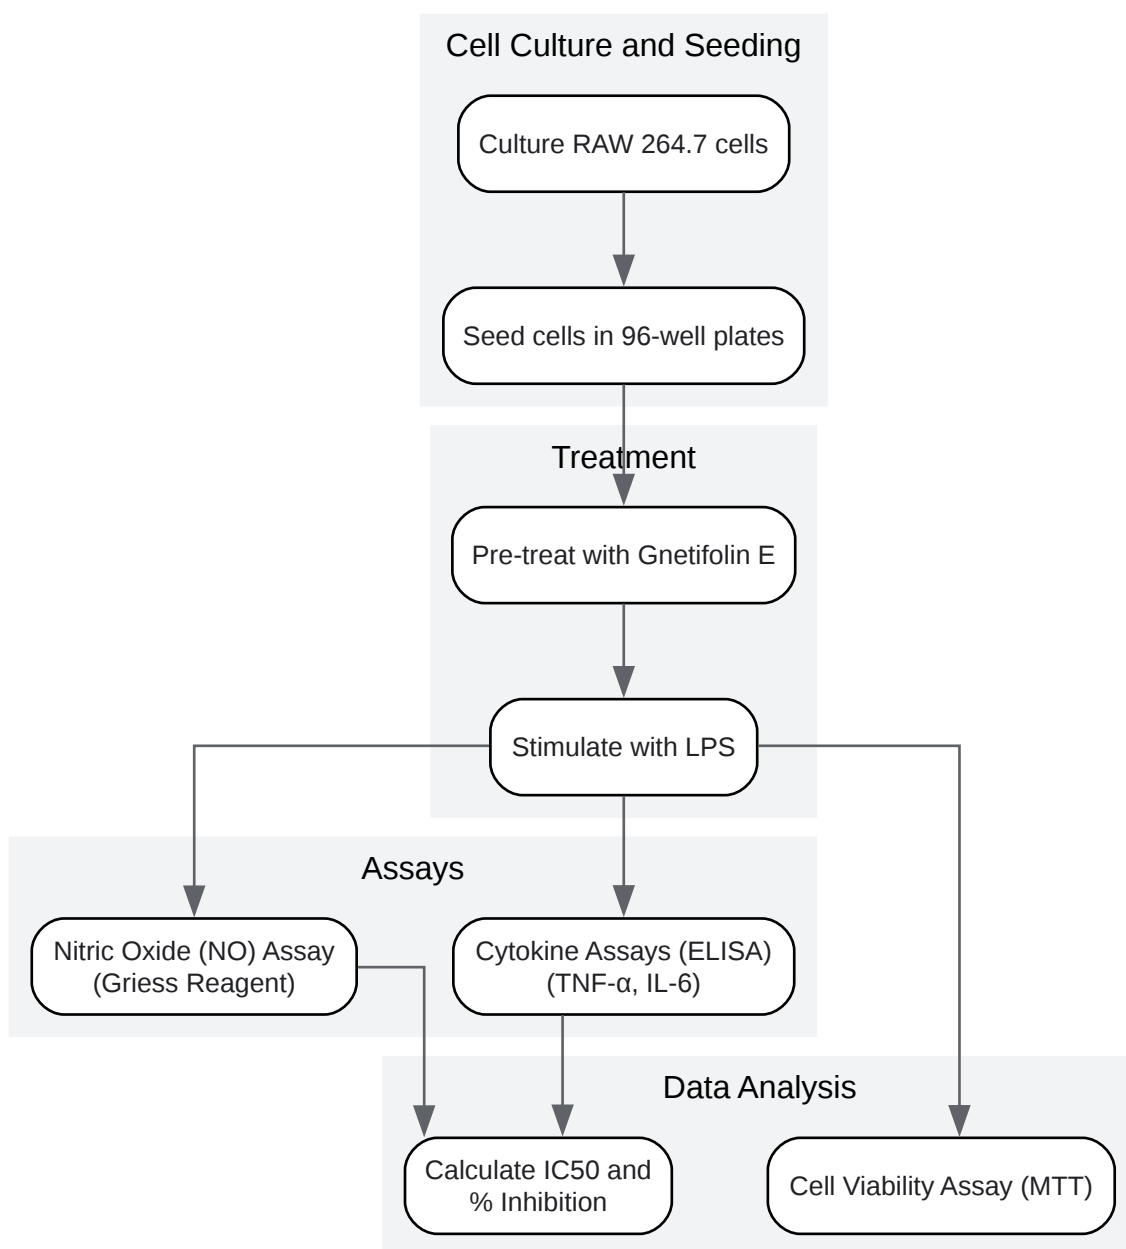 Cell Culture and Seeding
Culture RAW 264.7 cells
Seed cells in 96-well plates
Treatment
Pre-treat with Gnetifolin E
Stimulate with LPS
Assays
Nitric Oxide (NO) Assay
(Griess Reagent)
Cytokine Assays (ELISA)
(TNF-α, IL-6)
Data Analysis
Calculate IC50 and
% Inhibition
Cell Viability Assay (MTT)